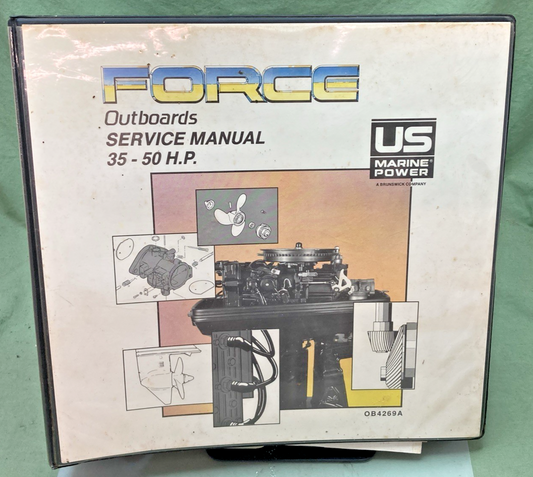 FORCE
Outboards
SERVICE MANUAL
35 - 50 H.P.
US
MARINE®
POWER
A BRUNSWICK COMPANY
OB4269A